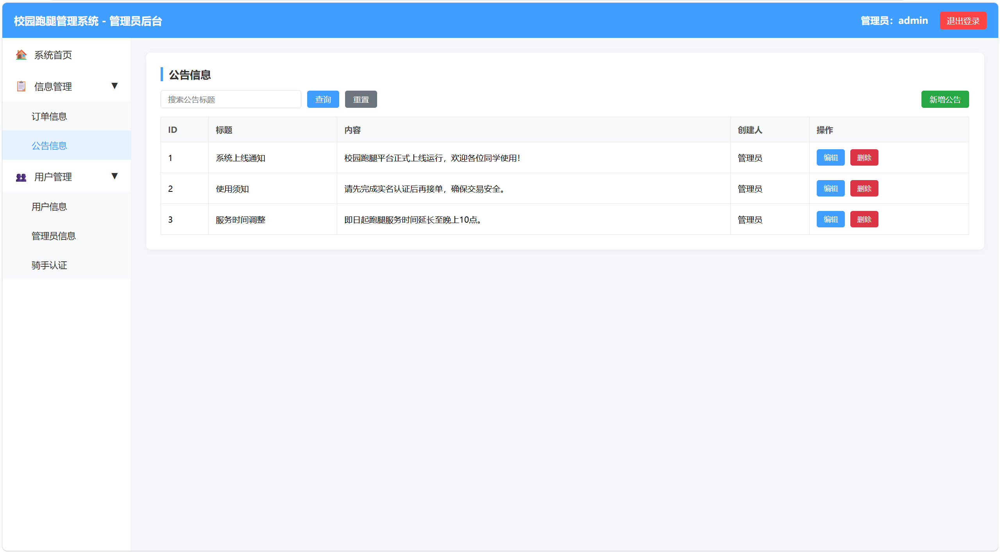 校园跑腿管理系统 - 管理员后台
管理员：admin
退出登录
系统首页
信息管理 ▼
订单信息
公告信息
用户管理 ▼
用户信息
管理员信息
骑手认证
公告信息
搜索公告标题 查询 重置 新增公告
ID 标题 内容 创建人 操作
1 系统上线通知 校园跑腿平台正式上线运行，欢迎各位同学使用！ 管理员 编辑 删除
2 使用须知 请先完成实名认证后再接单，确保交易安全。 管理员 编辑 删除
3 服务时间调整 即日起跑腿服务时间延长至晚上10点。 管理员 编辑 删除